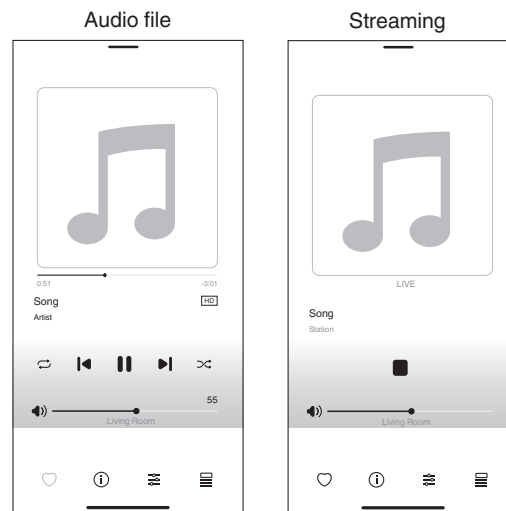 Audio file
0:51 -3:01
Song HD
Artist
55
Living Room
Streaming
LIVE
Song
Station
Living Room